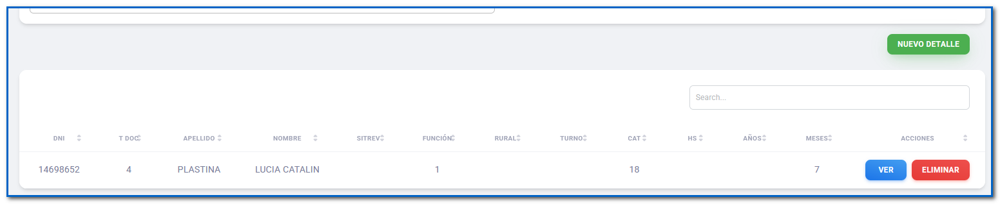 NUEVO DETALLE
Search...
DNI T DOC APELLIDO NOMBRE SITREV FUNCIÓN RURAL TURNO CAT HS AÑOS MESES ACCIONES
14698652 4 PLASTINA LUCIA CATALIN 1 18 7 VER ELIMINAR